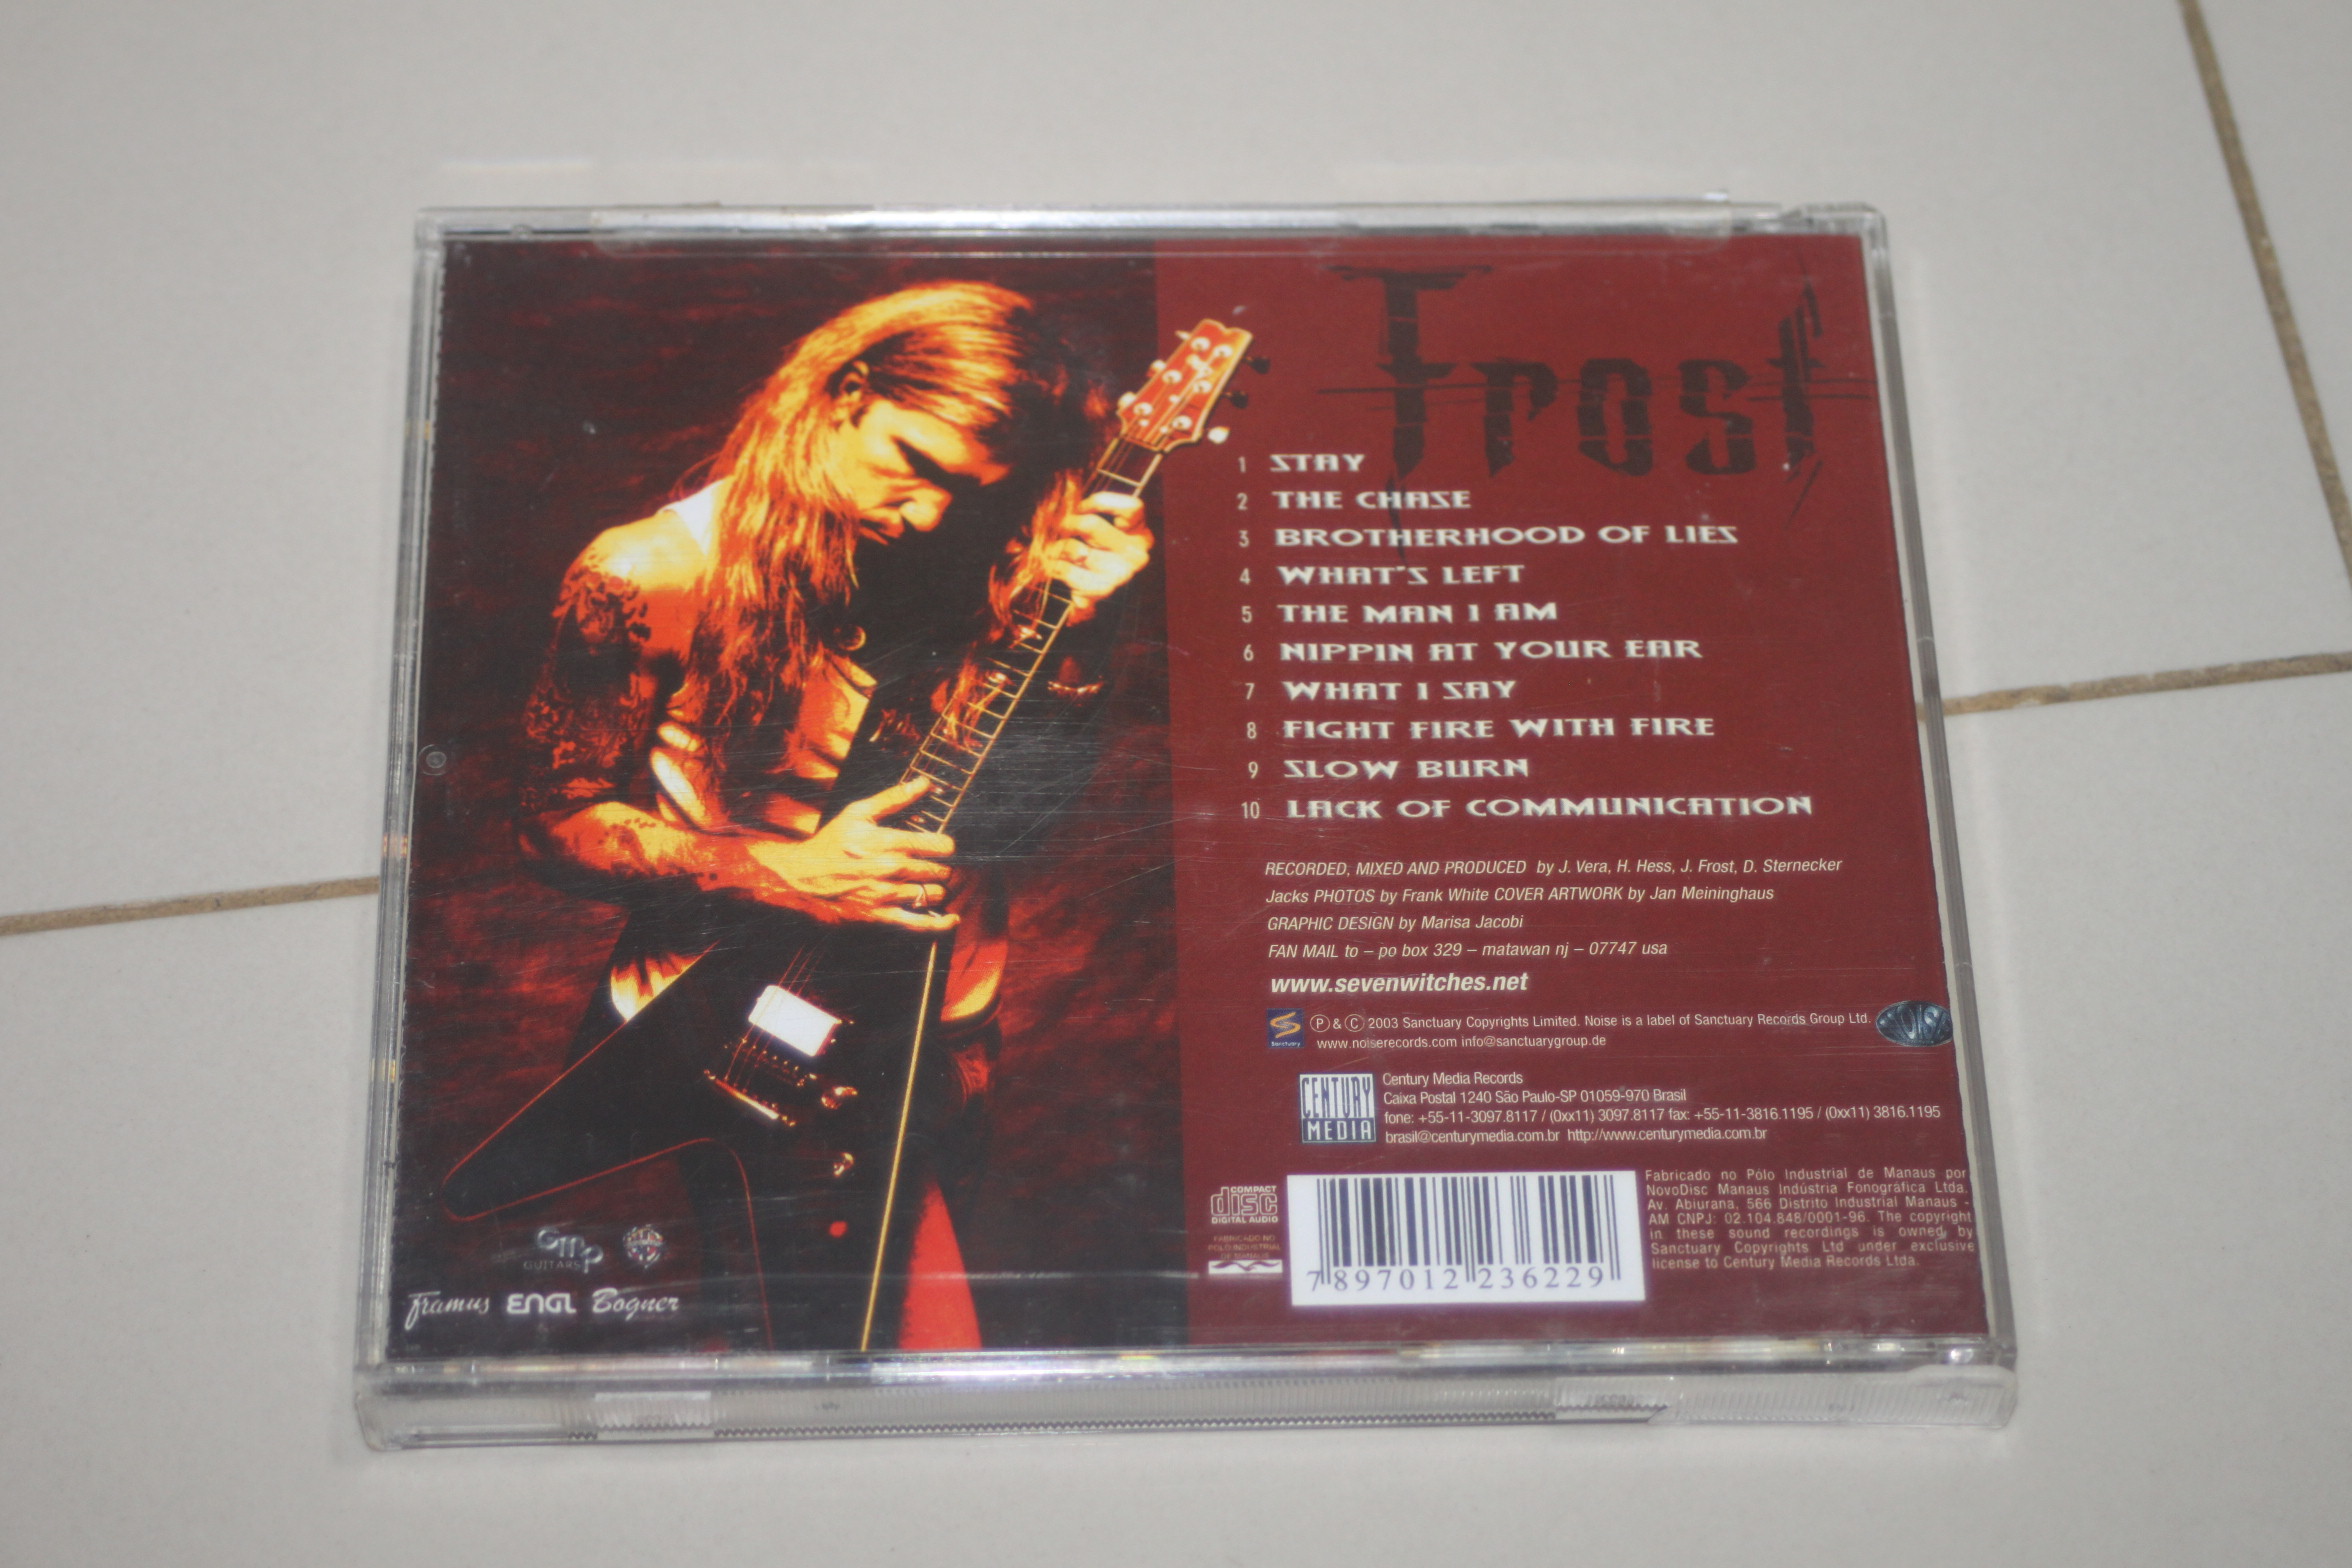 Frost
1 STAY
2 THE CHASE
3 BROTHERHOOD OF LIES
4 WHAT'S LEFT
5 THE MAN I AM
6 NIPPIN AT YOUR EAR
7 WHAT I SAY
8 FIGHT FIRE WITH FIRE
9 SLOW BURN
10 LACK OF COMMUNICATION
RECORDED, MIXED AND PRODUCED by J. Vera, H. Hess, J. Frost, D. Sternecker
Jacks PHOTOS by Frank White COVER ARTWORK by Jan Meininghaus
GRAPHIC DESIGN by Marisa Jacobi
FAN MAIL to – po box 329 – matawan nj – 07747 usa
www.sevenwitches.net
Sanctuary
Ⓟ & Ⓒ 2003 Sanctuary Copyrights Limited. Noise is a label of Sanctuary Records Group Ltd.
www.noiserecords.com info@sanctuarygroup.de
NOISE
CENTURY MEDIA
Century Media Records
Caixa Postal 1240 São Paulo-SP 01059-970 Brasil
fone: +55-11-3097.8117 / (0xx11) 3097.8117 fax: +55-11-3816.1195 / (0xx11) 3816.1195
brasil@centurymedia.com.br http://www.centurymedia.com.br
COMPACT
disc
DIGITAL AUDIO
FABRICADO NO
PÓLO INDUSTRIAL
DE MANAUS
7 897012 236229
Fabricado no Pólo Industrial de Manaus por
NovoDisc Manaus Indústria Fonográfica Ltda.
Av. Abiurana, 566 Distrito Industrial Manaus -
AM CNPJ: 02.104.848/0001-96. The copyright
in these sound recordings is owned by
Sanctuary Copyrights Ltd under exclusive
license to Century Media Records Ltda.
GMP
GUITARS
Framus ENGL Bogner